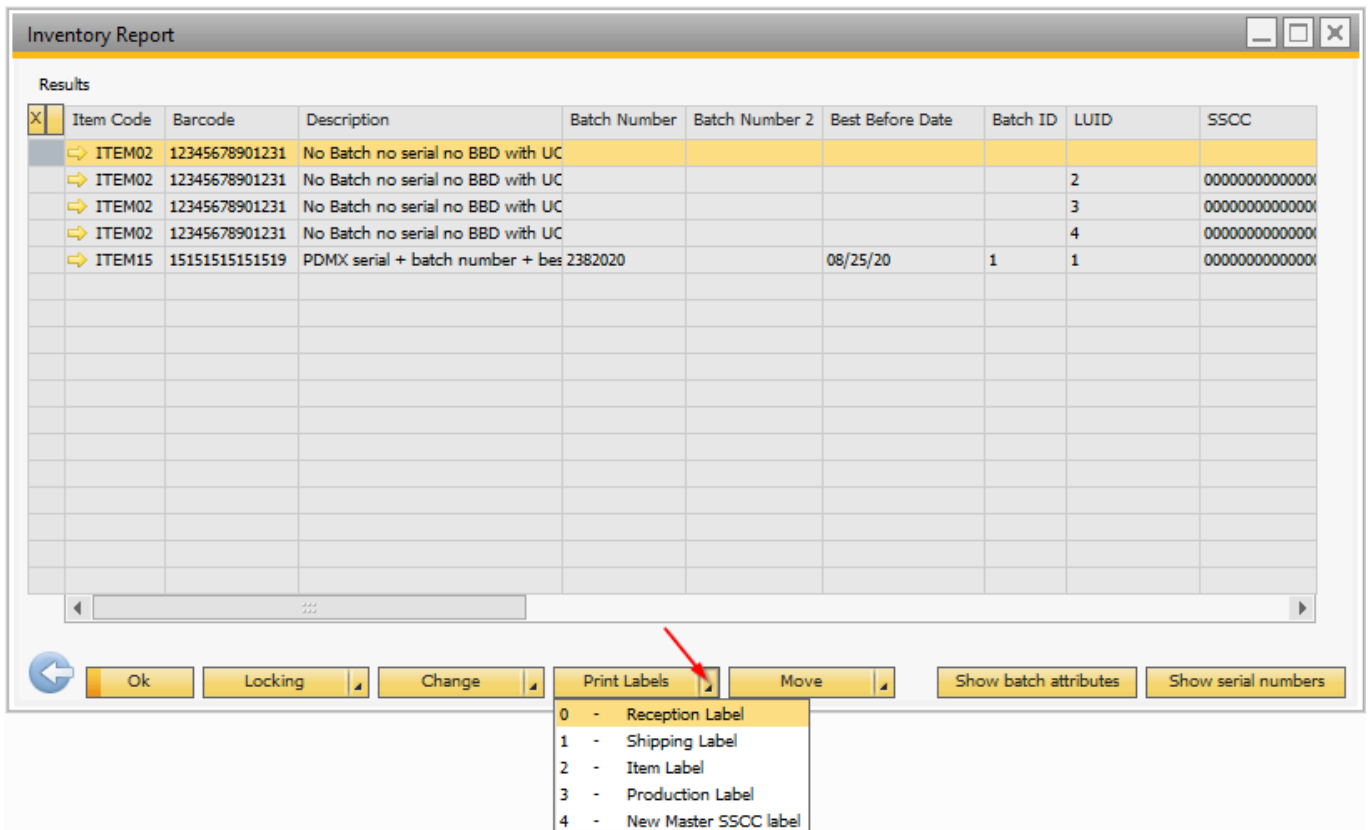 Inventory Report
Results
X Item Code Barcode Description Batch Number Batch Number 2 Best Before Date Batch ID LUID SSCC
ITEM02 12345678901231 No Batch no serial no BBD with UC
ITEM02 12345678901231 No Batch no serial no BBD with UC 2 00000000000000
ITEM02 12345678901231 No Batch no serial no BBD with UC 3 00000000000000
ITEM02 12345678901231 No Batch no serial no BBD with UC 4 00000000000000
ITEM15 15151515151519 PDMX serial + batch number + bes 2382020 08/25/20 1 1 00000000000000
Ok Locking Change Print Labels Move Show batch attributes Show serial numbers
0 - Reception Label
1 - Shipping Label
2 - Item Label
3 - Production Label
4 - New Master SSCC label